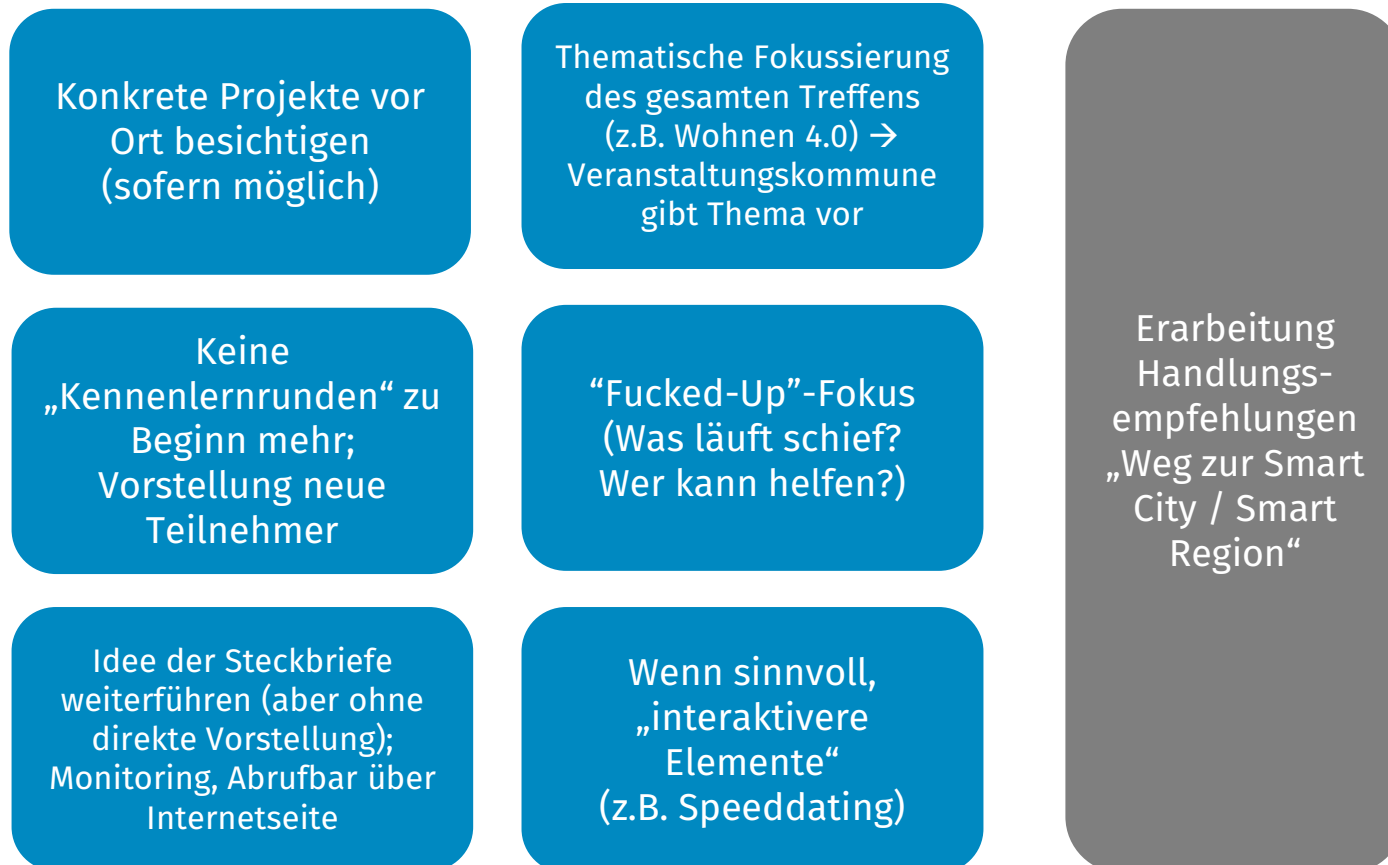 Konkrete Projekte vor
Ort besichtigen
(sofern möglich)
Thematische Fokussierung
des gesamten Treffens
(z.B. Wohnen 4.0) →
Veranstaltungskommune
gibt Thema vor
Keine
„Kennenlernrunden“ zu
Beginn mehr;
Vorstellung neue
Teilnehmer
“Fucked-Up”-Fokus
(Was läuft schief?
Wer kann helfen?)
Idee der Steckbriefe
weiterführen (aber ohne
direkte Vorstellung);
Monitoring, Abrufbar über
Internetseite
Wenn sinnvoll,
„interaktivere
Elemente“
(z.B. Speeddating)
Erarbeitung
Handlungs-
empfehlungen
„Weg zur Smart
City / Smart
Region“